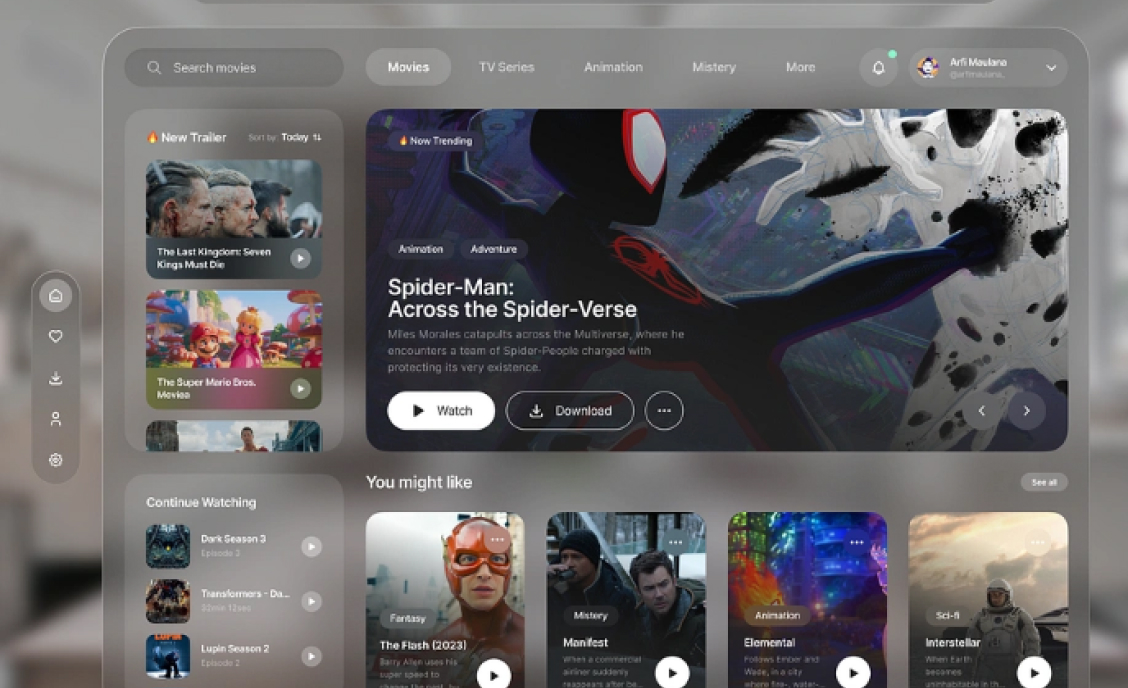 Search movies
Movies
TV Series
Animation
Mistery
More
Arfi Maulana
@arfimaulana_
New Trailer
Sort by: Today
The Last Kingdom: Seven
Kings Must Die
The Super Mario Bros.
Moviea
Now Trending
Animation
Adventure
Spider-Man:
Across the Spider-Verse
Miles Morales catapults across the Multiverse, where he
encounters a team of Spider-People charged with
protecting its very existence.
Watch
Download
Continue Watching
Dark Season 3
Episode 2
Transformers - Da...
32min 12sec
LUPIN
Lupin Season 2
Episode 2
You might like
See all
Fantasy
The Flash (2023)
Barry Allen uses his
super speed to
change the past, but
Mistery
Manifest
When a commercial
airliner suddenly
reappears after be...
Animation
Elemental
Follows Ember and
Wade, in a city
where fire-, water-
Sci-fi
Interstellar
When Earth
becomes
uninhabitable in th...